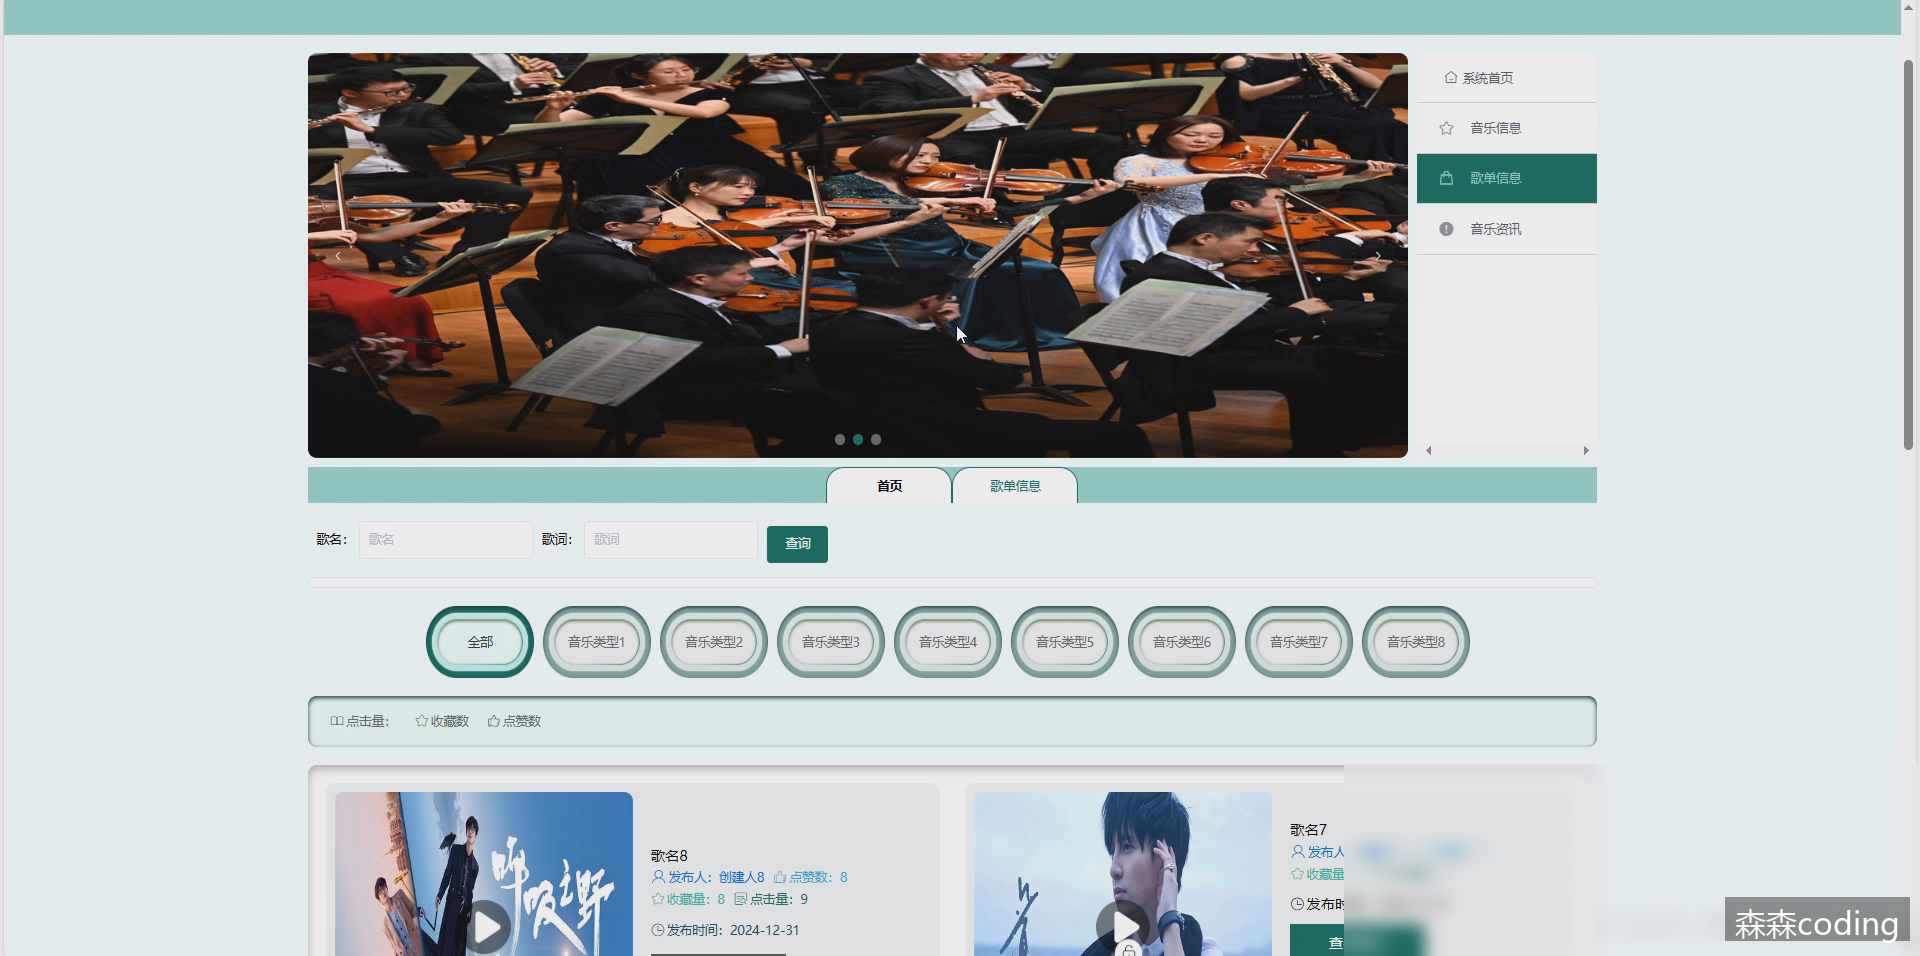 系统首页
音乐信息
歌单信息
音乐资讯
首页 歌单信息
歌名: 歌名 歌词: 歌词 查询
全部 音乐类型1 音乐类型2 音乐类型3 音乐类型4 音乐类型5 音乐类型6 音乐类型7 音乐类型8
点击量: 收藏数 点赞数
呼吸之野
歌名8
发布人: 创建人8 点赞数: 8
收藏量: 8 点击量: 9
发布时间: 2024-12-31
歌名7
发布人
收藏量
发布时
查
森森coding